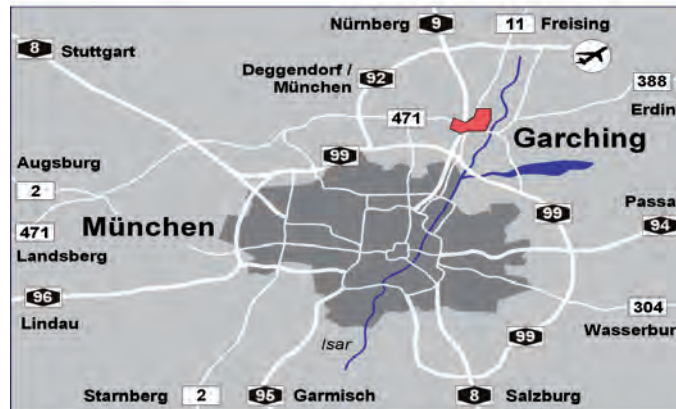 Nürnberg 9 11 Freising
8 Stuttgart
Deggendorf /
München 92
388
Erdin
471
Garching
99
Augsburg
2
München
99
Passa
94
471
Landsberg
96
Lindau
304
Wasserbur
99
Isar
Starnberg 2 95 Garmisch 8 Salzburg